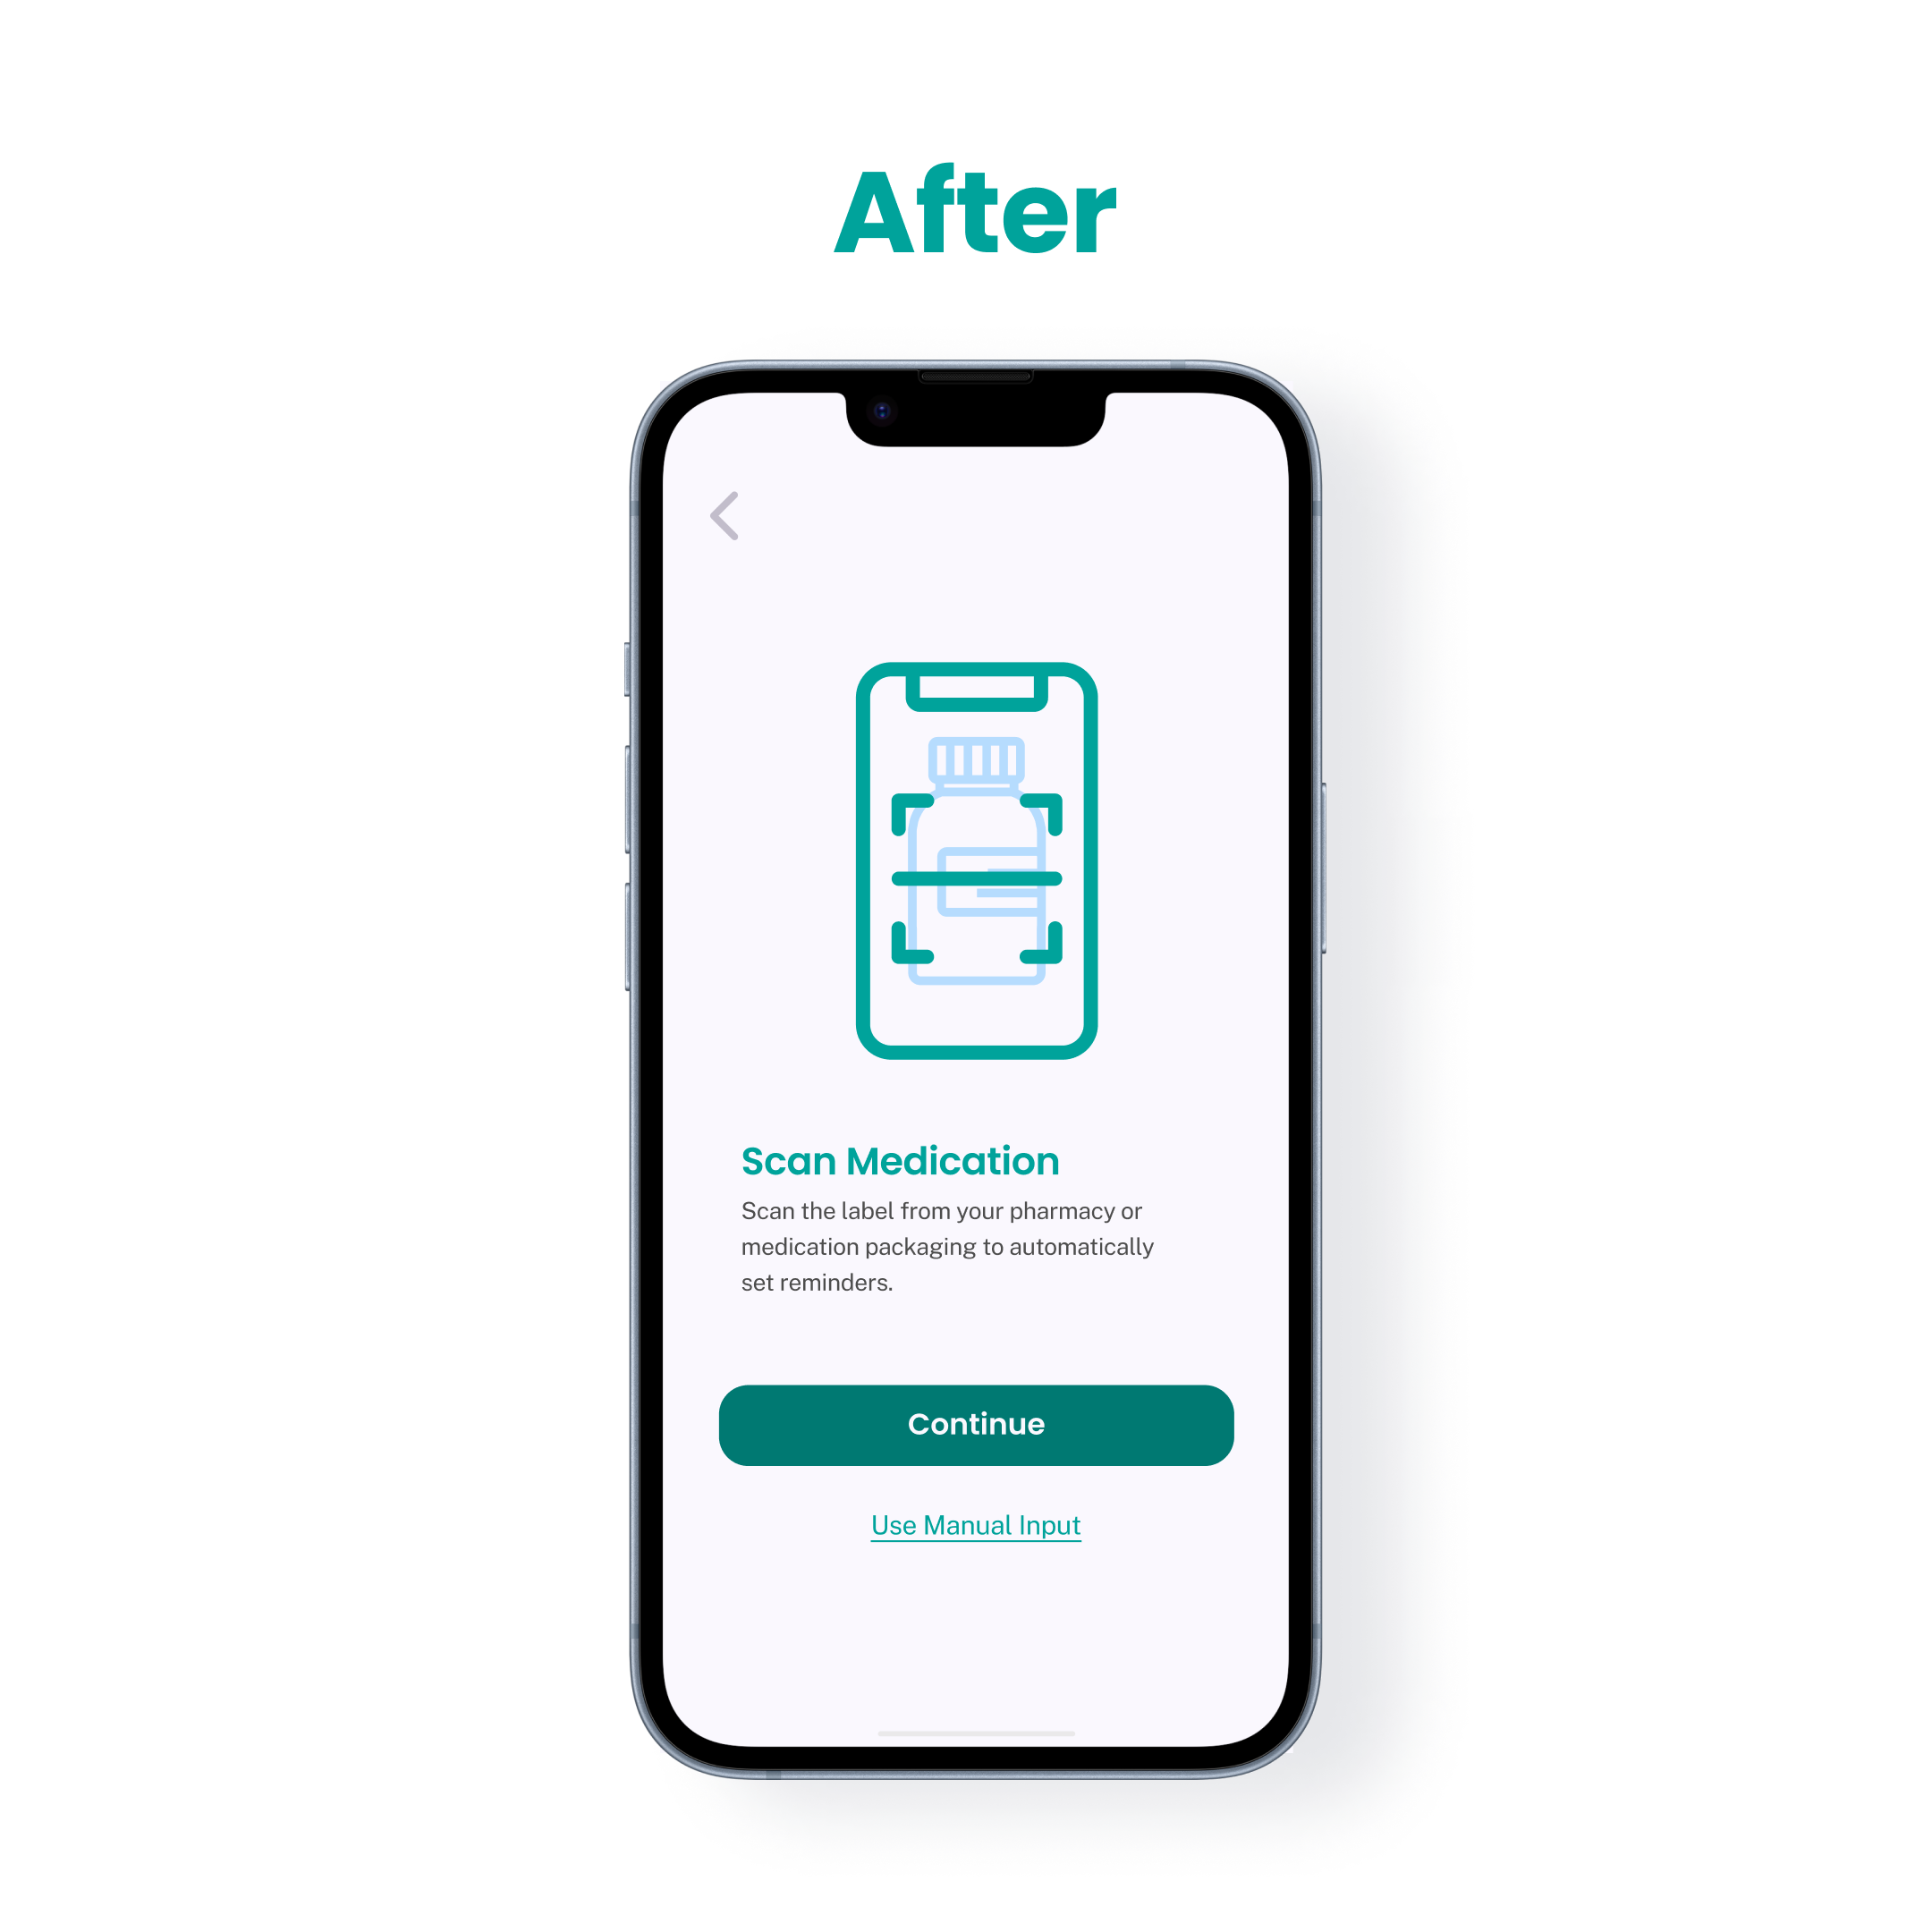 After
Scan Medication
Scan the label from your pharmacy or
medication packaging to automatically
set reminders.
Continue
Use Manual Input